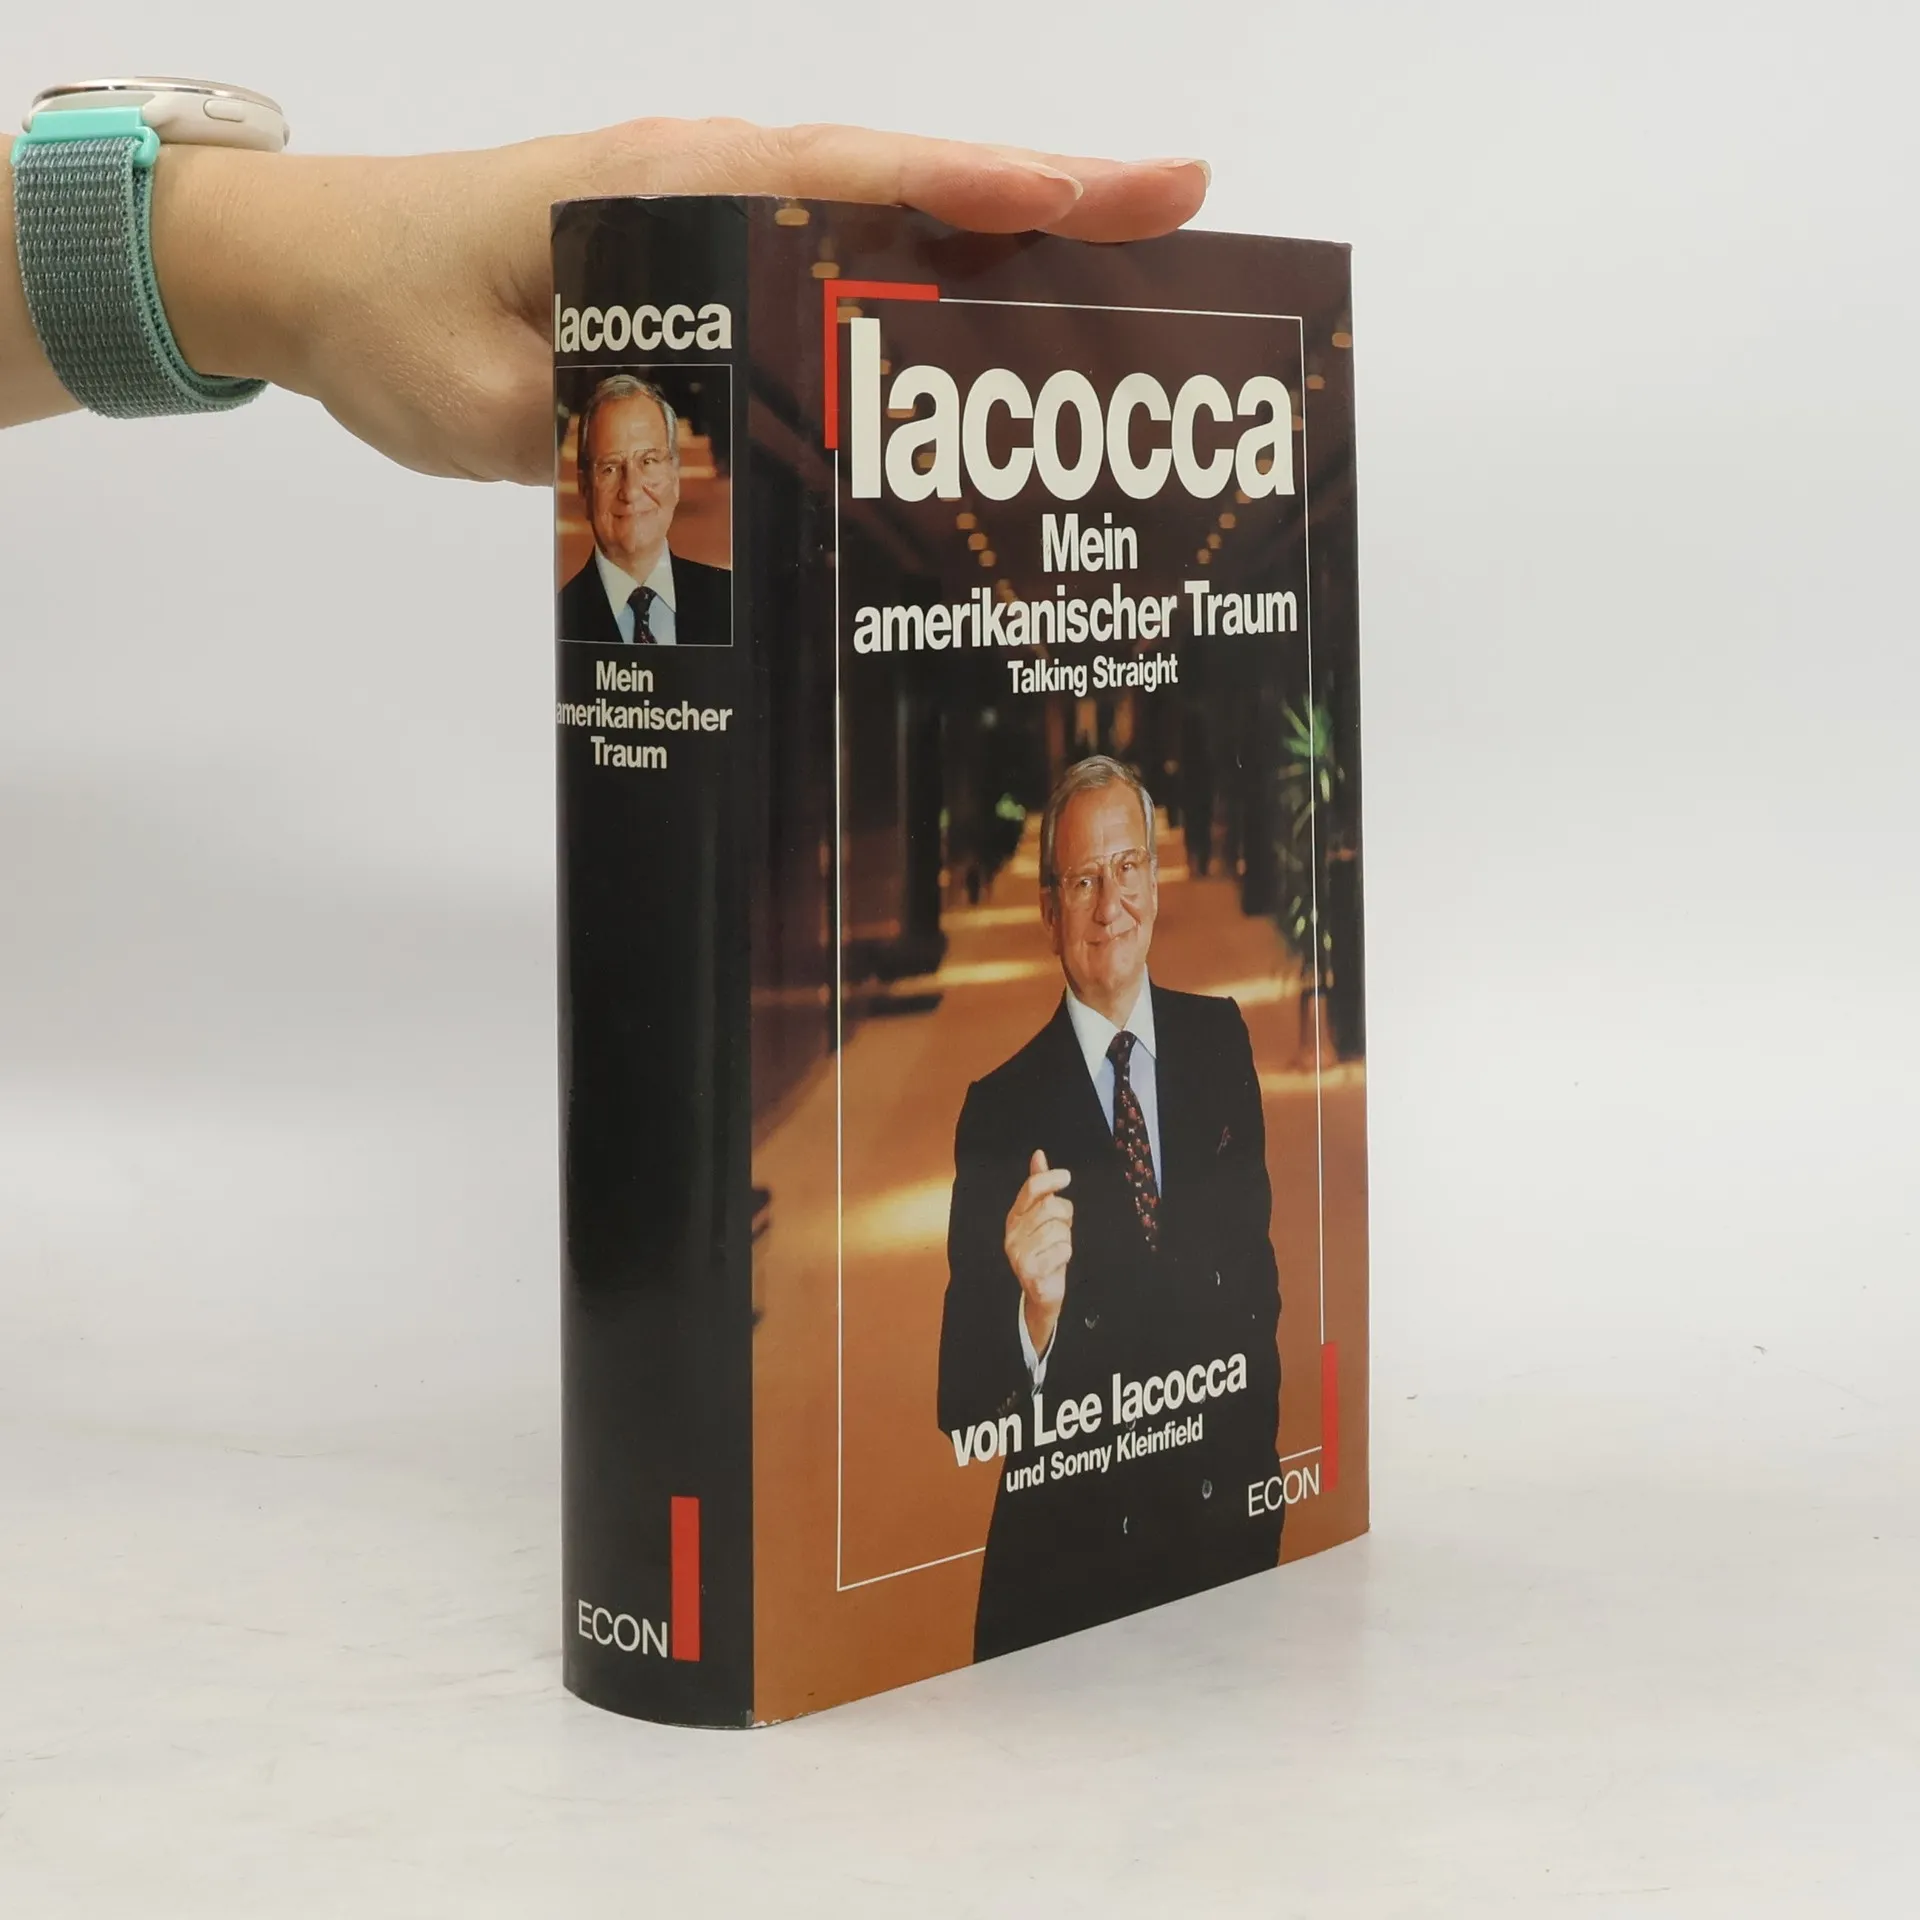 Iacocca
Mein
amerikanischer
Traum
ECON
Iacocca
Mein
amerikanischer Traum
Talking Straight
von Lee Iacocca
und Sonny Kleinfield
ECON